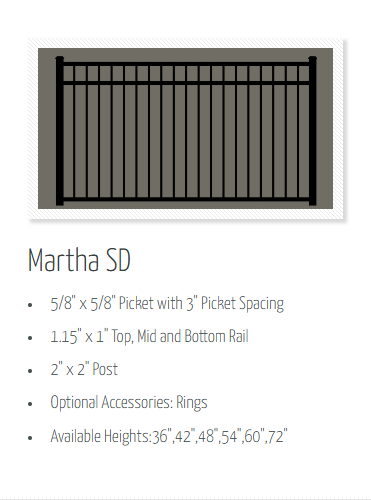 Martha SD
5/8" x 5/8" Picket with 3" Picket Spacing
1.15" x 1" Top, Mid and Bottom Rail
2" x 2" Post
Optional Accessories: Rings
Available Heights:36",42",48",54",60",72"